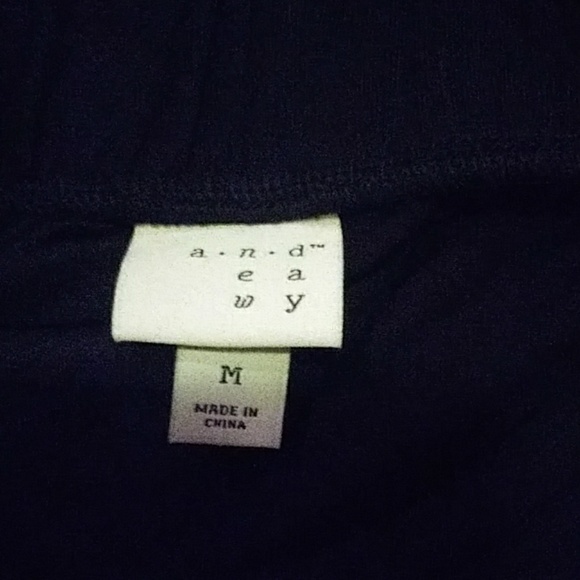 a · n · d™
e a
w y
M
MADE IN
CHINA